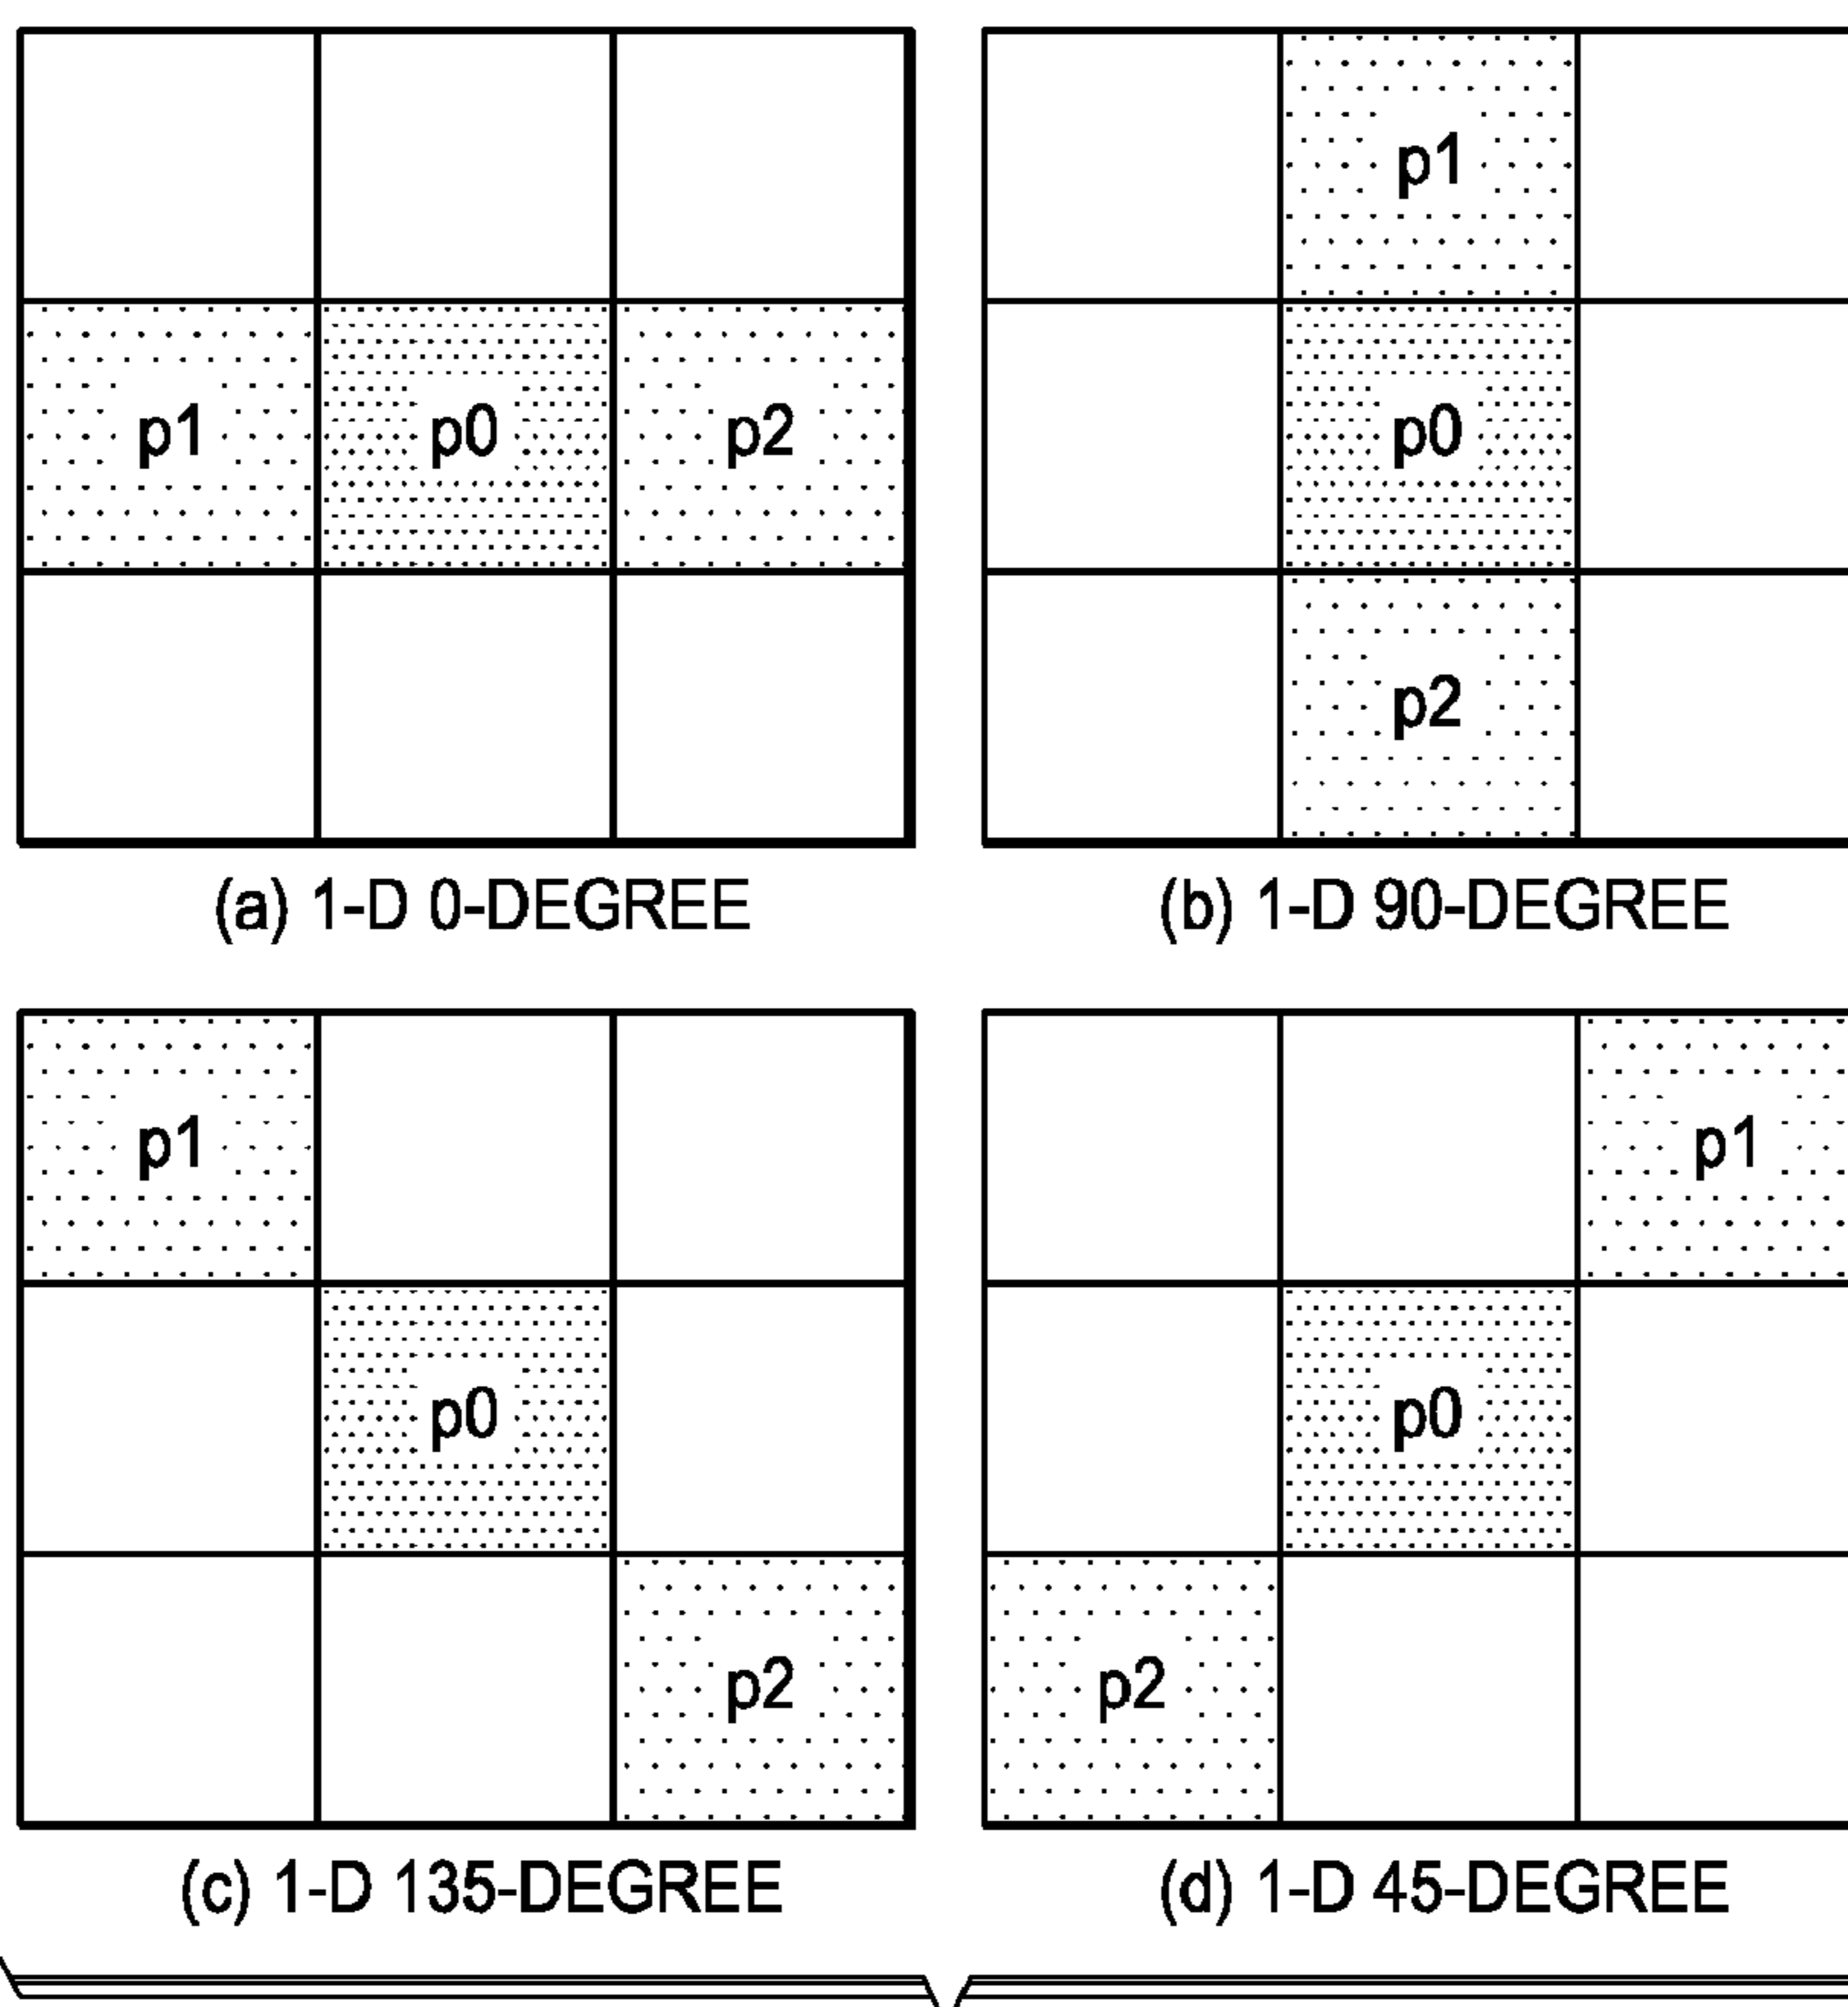 p1
p0
p2
(a) 1-D 0-DEGREE
p1
p0
p2
(b) 1-D 90-DEGREE
p1
p0
p2
(c) 1-D 135-DEGREE
p1
p0
p2
(d) 1-D 45-DEGREE